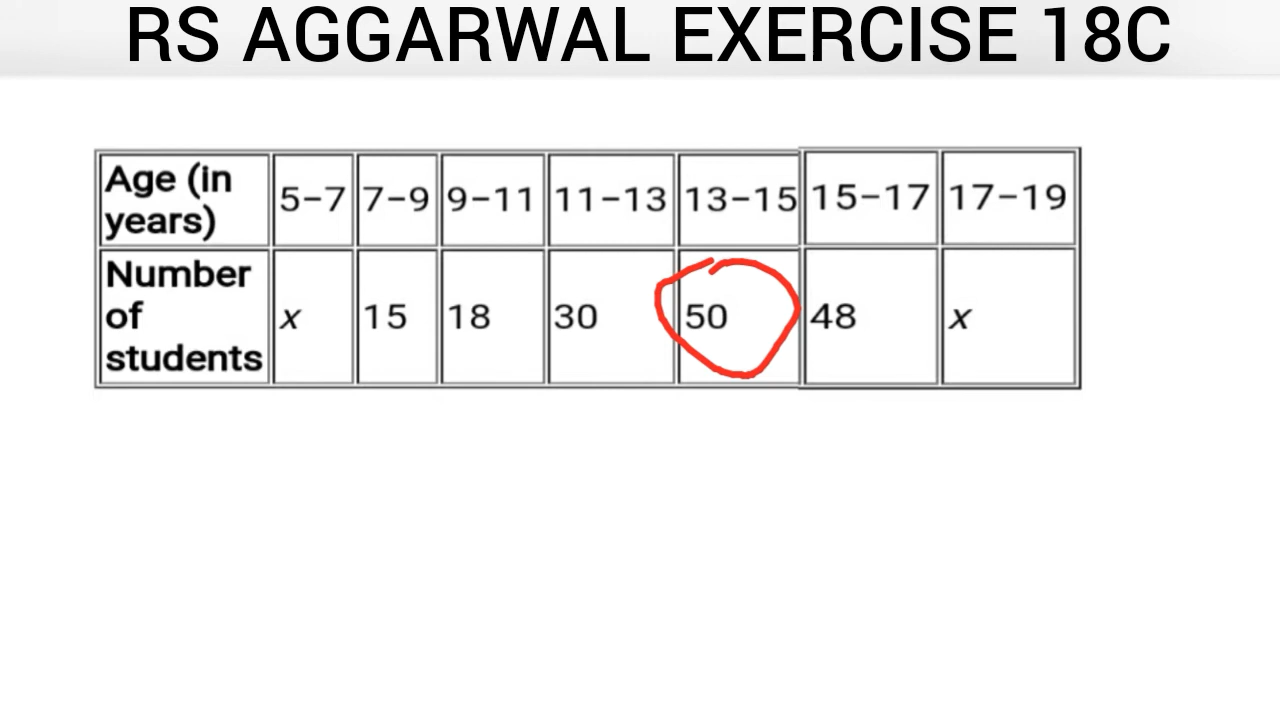 RS AGGARWAL EXERCISE 18C
Age (in years) 5–7 7–9 9–11 11–13 13–15 15–17 17–19
Number of students x 15 18 30 50 48 x